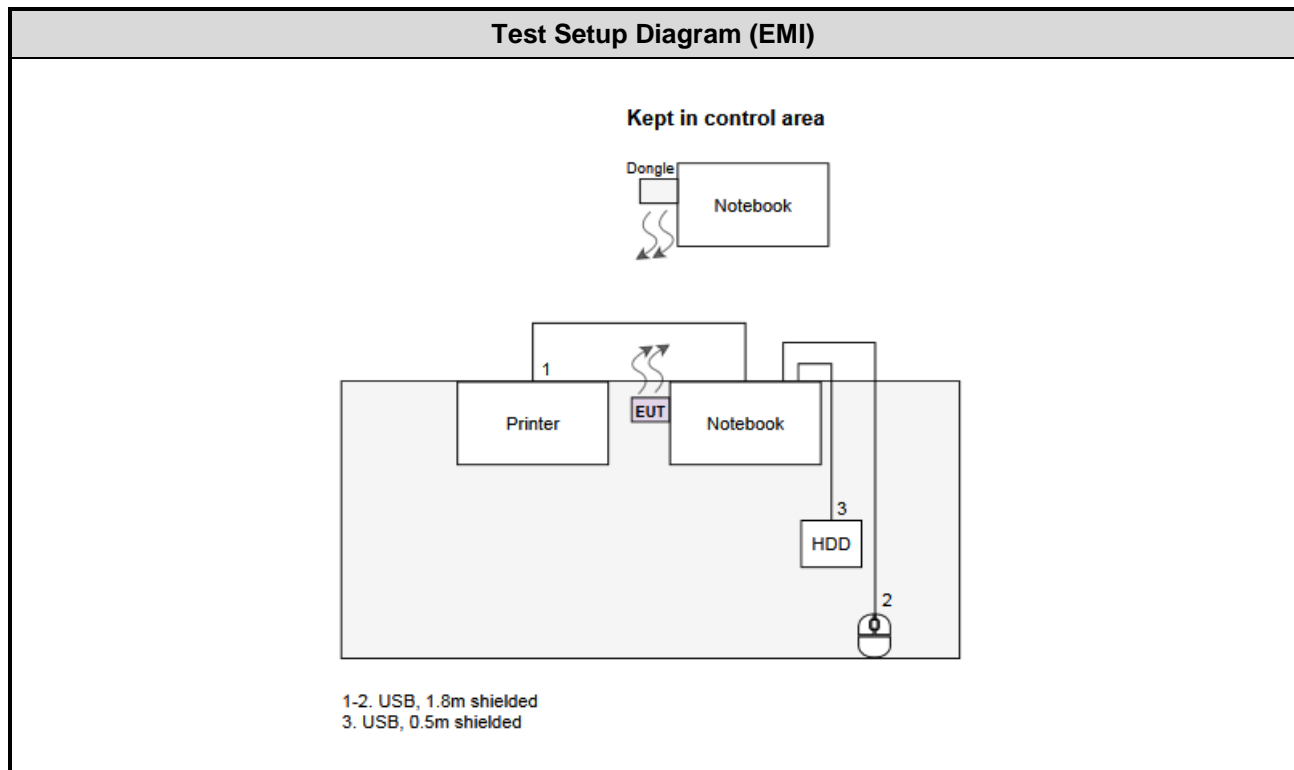 Test Setup Diagram (EMI)
Kept in control area
Dongle
Notebook
1
EUT
Printer
Notebook
3
HDD
2
1-2. USB, 1.8m shielded
3. USB, 0.5m shielded